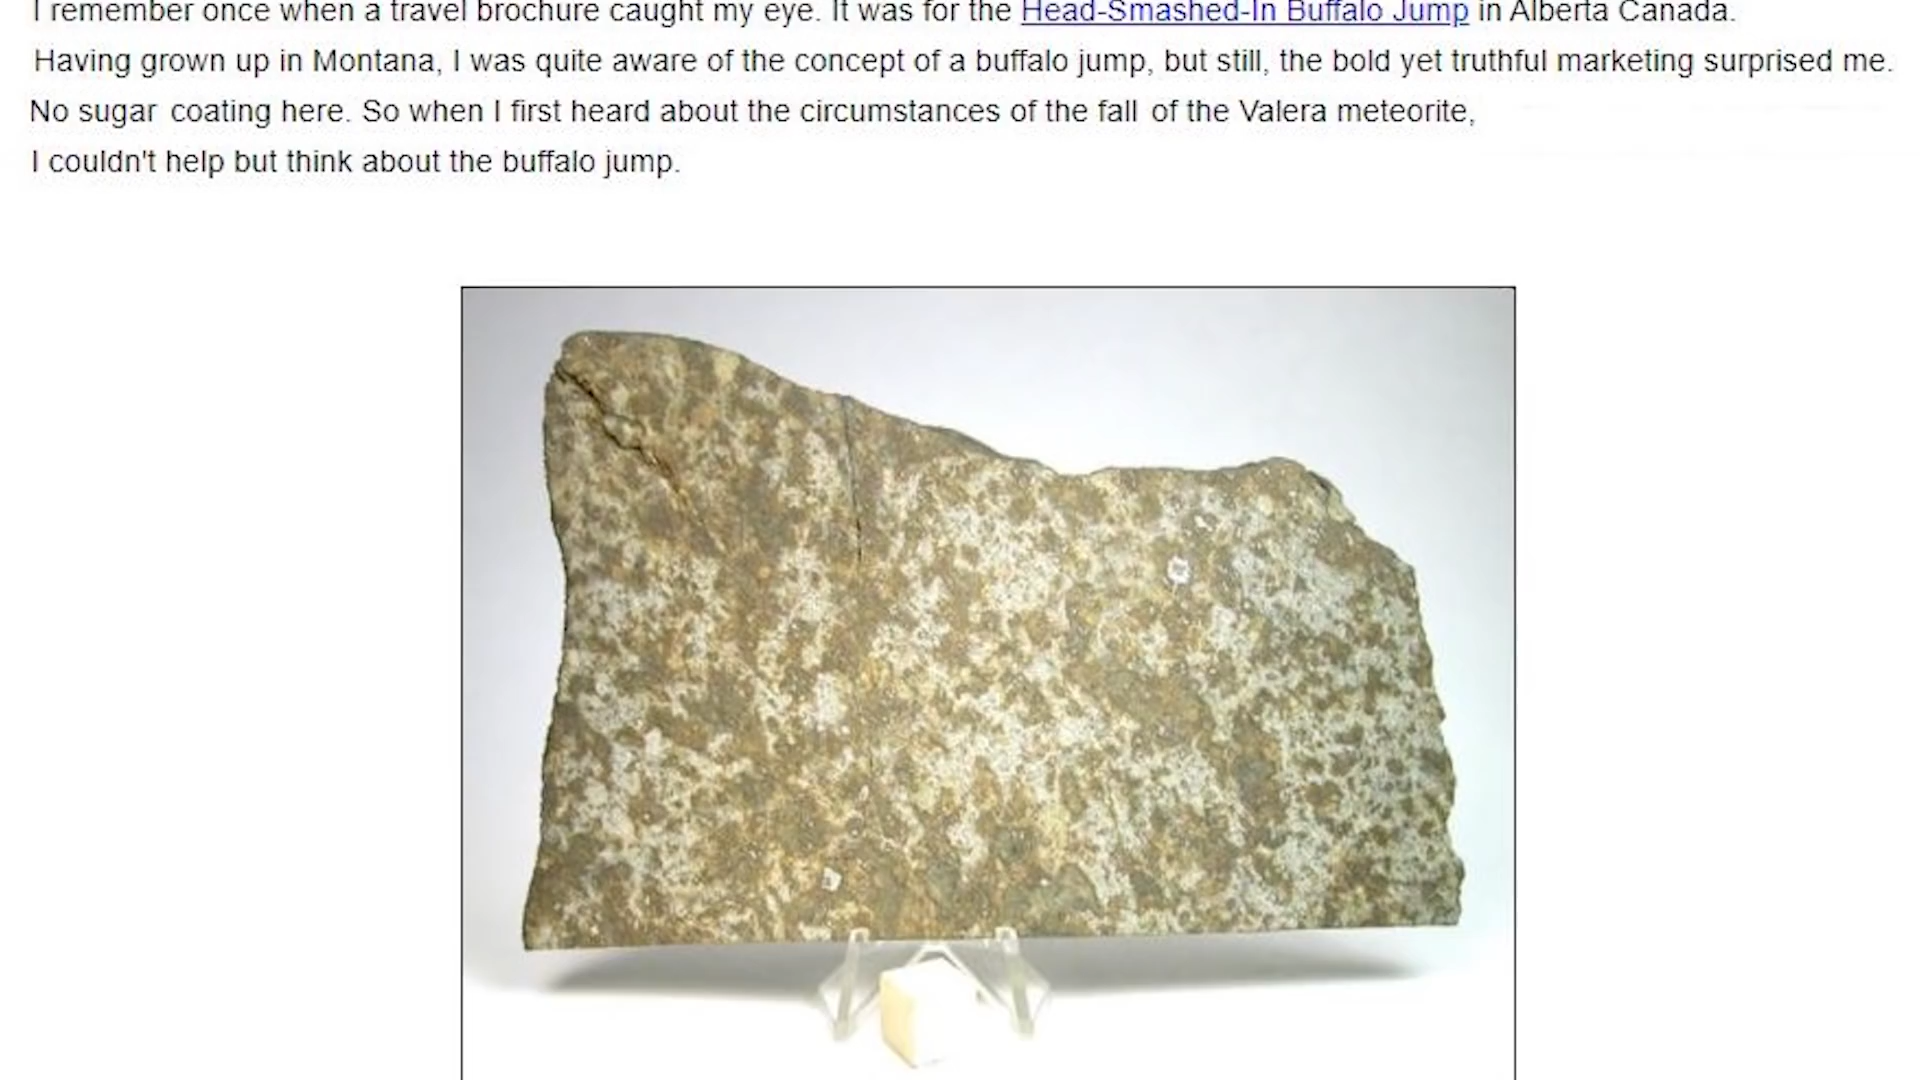 I remember once when a travel brochure caught my eye. It was for the Head-Smashed-In Buffalo Jump in Alberta Canada.
Having grown up in Montana, I was quite aware of the concept of a buffalo jump, but still, the bold yet truthful marketing surprised me.
No sugar coating here. So when I first heard about the circumstances of the fall of the Valera meteorite,
I couldn't help but think about the buffalo jump.